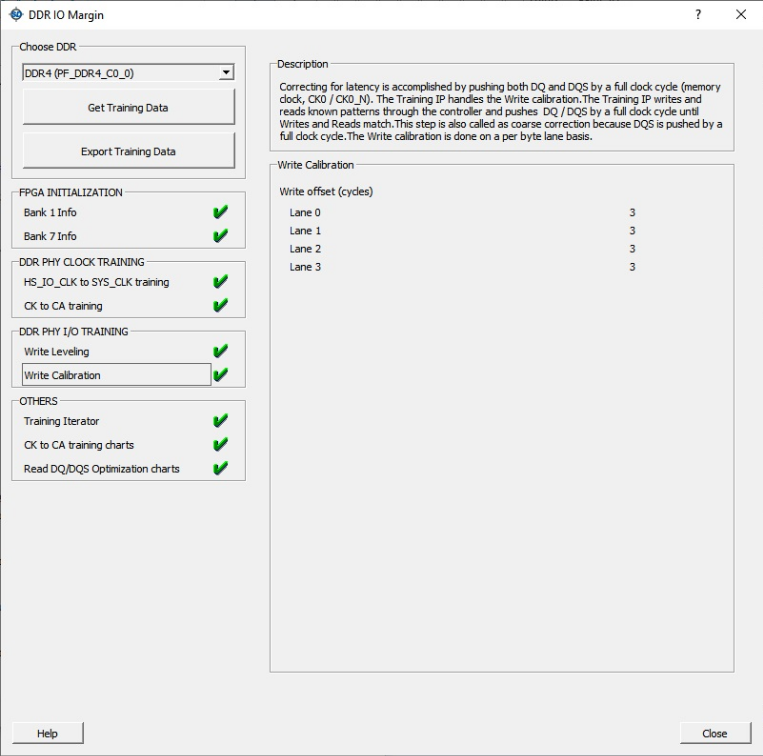 DDR IO Margin
?
Choose DDR
DDR4 (PF_DDR4_C0_0)
Get Training Data
Export Training Data
FPGA INITIALIZATION
Bank 1 Info
Bank 7 Info
DDR PHY CLOCK TRAINING
HS_IO_CLK to SYS_CLK training
CK to CA training
DDR PHY I/O TRAINING
Write Leveling
Write Calibration
OTHERS
Training Iterator
CK to CA training charts
Read DQ/DQS Optimization charts
Description
Correcting for latency is accomplished by pushing both DQ and DQS by a full clock cycle (memory
clock, CK0 / CK0_N). The Training IP handles the Write calibration.The Training IP writes and
reads known patterns through the controller and pushes  DQ / DQS by a full clock cycle until
Writes and Reads match.This step is also called as coarse correction because DQS is pushed by a
full clock cycle.The Write calibration is done on a per byte lane basis.
Write Calibration
Write offset (cycles)
Lane 0 3
Lane 1 3
Lane 2 3
Lane 3 3
Help
Close